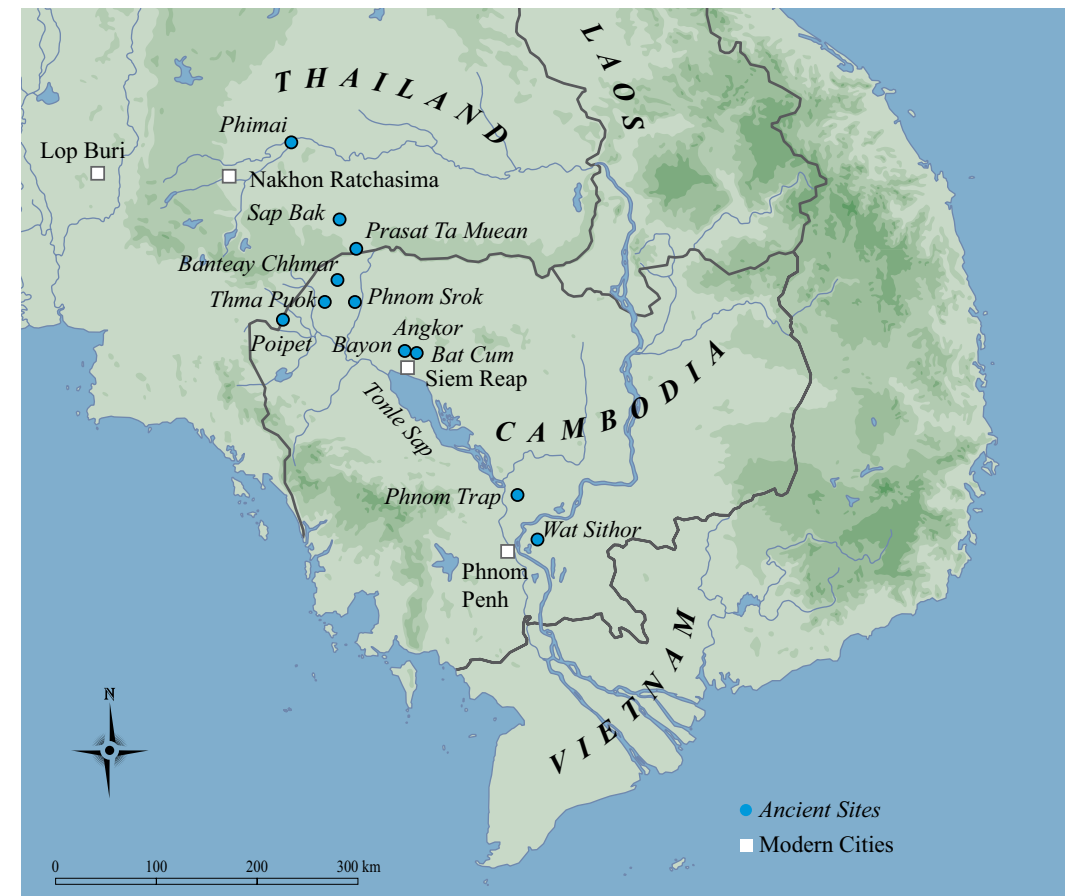 THAILAND
LAOS
Phimai
Lop Buri
Nakhon Ratchasima
Sap Bak
Prasat Ta Muean
Banteay Chhmar
Thma Puok
Phnom Srok
Poipet
Angkor
Bayon
Bat Cum
Siem Reap
Tonle Sap
CAMBODIA
Phnom Trap
Wat Sithor
Phnom
Penh
VIETNAM
N
Ancient Sites
Modern Cities
0 100 200 300 km